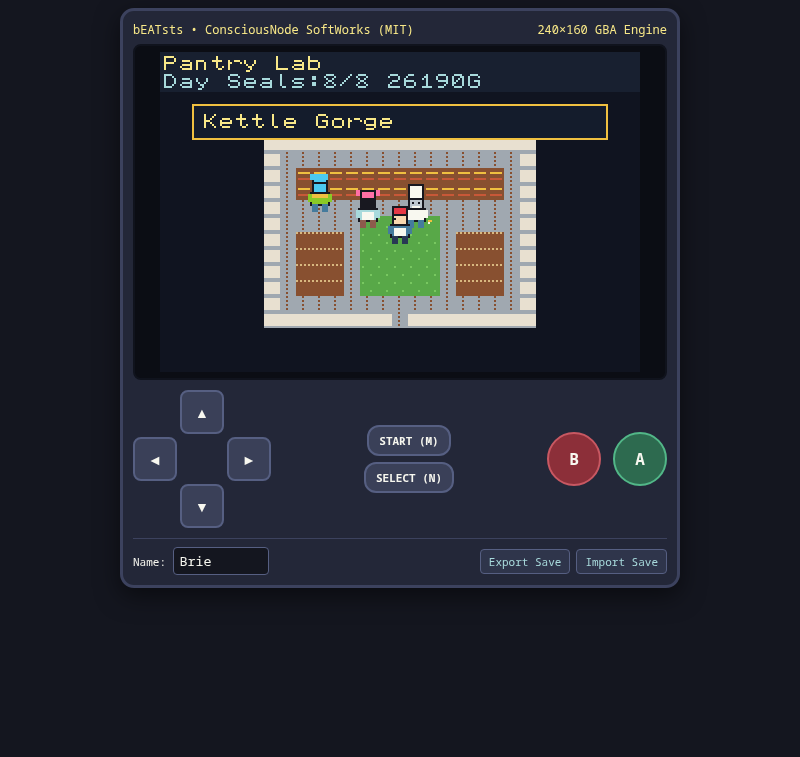 bEATsts • ConsciousNode SoftWorks (MIT)
240×160 GBA Engine
Pantry Lab
Day Seals:8/8 26190G
Kettle Gorge
▲
◄
►
▼
START (M)
SELECT (N)
B
A
Name:
Brie
Export Save
Import Save